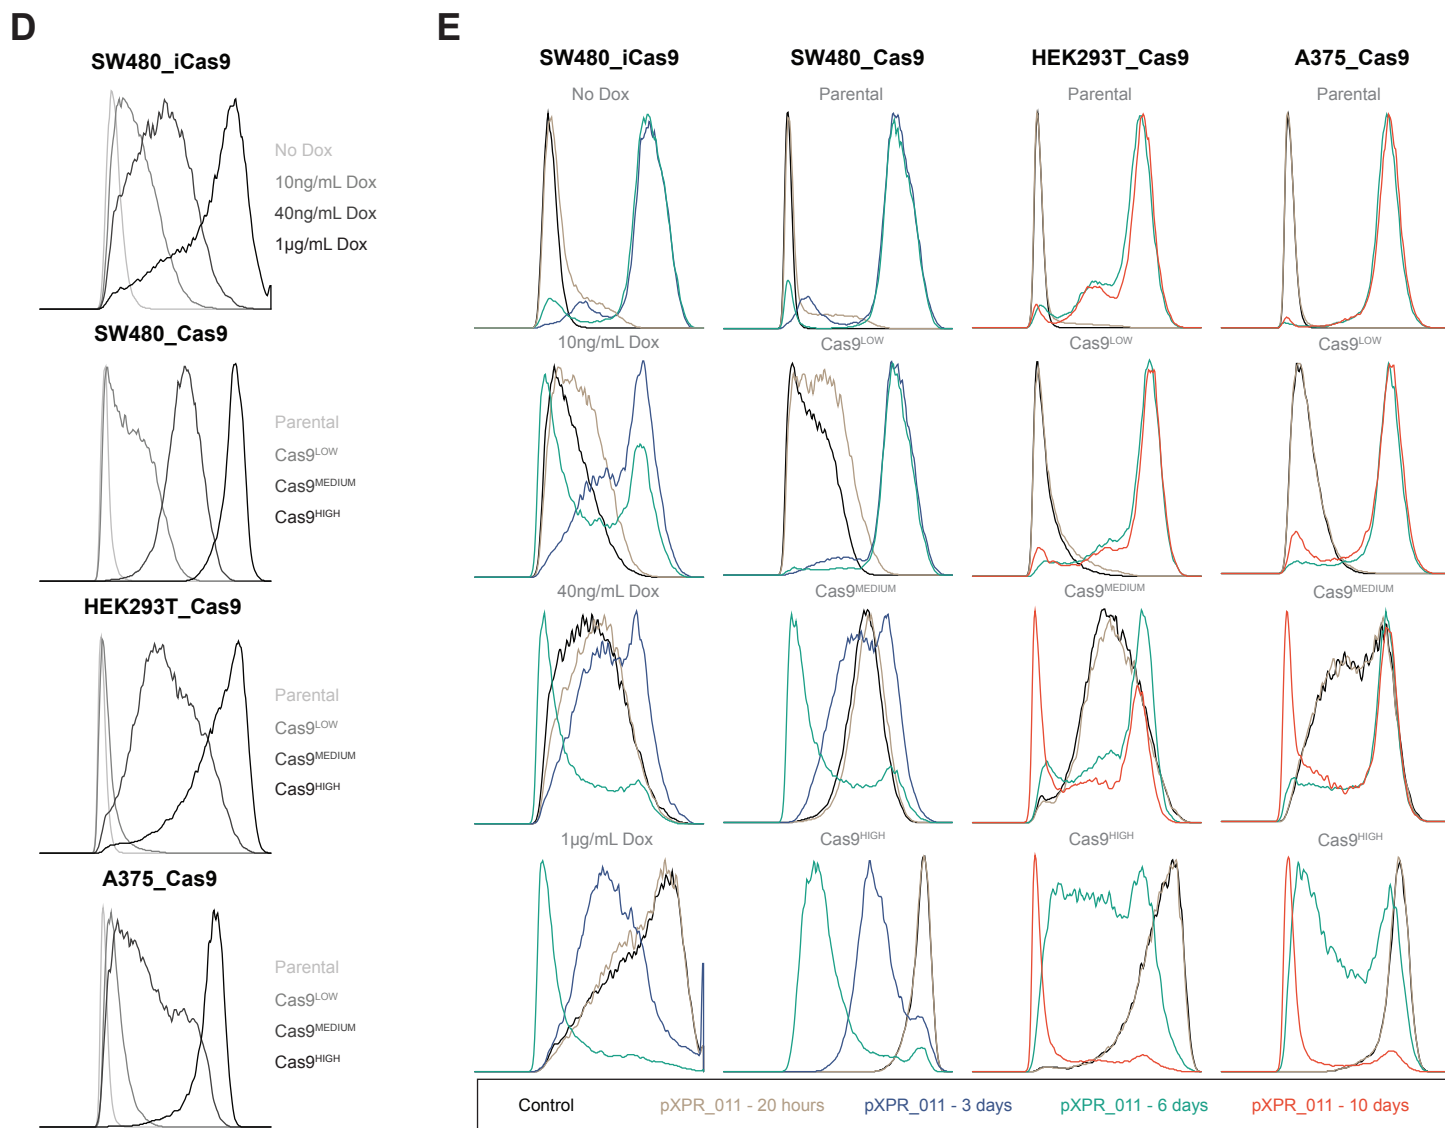 D
SW480_iCas9
No Dox
10ng/mL Dox
40ng/mL Dox
1µg/mL Dox
SW480_Cas9
Parental
Cas9LOW
Cas9MEDIUM
Cas9HIGH
HEK293T_Cas9
Parental
Cas9LOW
Cas9MEDIUM
Cas9HIGH
A375_Cas9
Parental
Cas9LOW
Cas9MEDIUM
Cas9HIGH
E
SW480_iCas9 SW480_Cas9 HEK293T_Cas9 A375_Cas9
No Dox Parental Parental Parental
10ng/mL Dox Cas9LOW Cas9LOW Cas9LOW
40ng/mL Dox Cas9MEDIUM Cas9MEDIUM Cas9MEDIUM
1µg/mL Dox Cas9HIGH Cas9HIGH Cas9HIGH
Control pXPR_011 - 20 hours pXPR_011 - 3 days pXPR_011 - 6 days pXPR_011 - 10 days